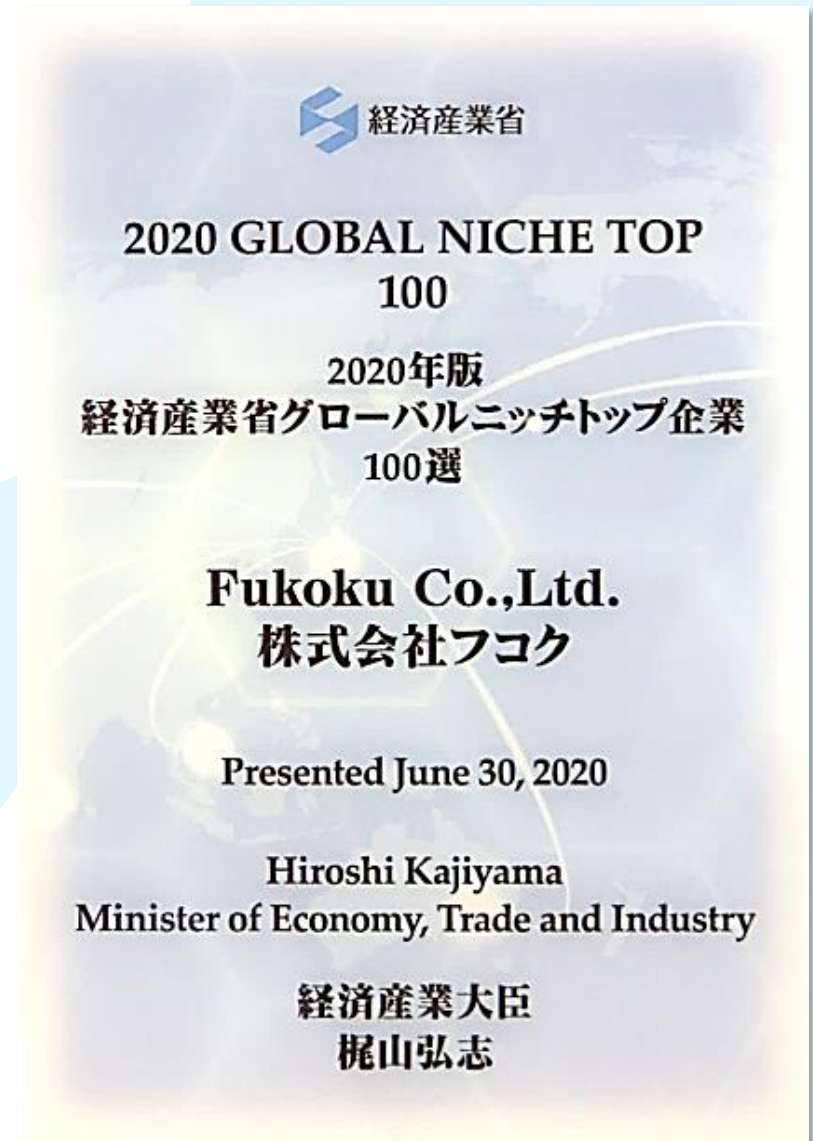 経済産業省
2020 GLOBAL NICHE TOP
100
2020年版
経済産業省グローバルニッチトップ企業
100選
Fukoku Co.,Ltd.
株式会社フコク
Presented June 30, 2020
Hiroshi Kajiyama
Minister of Economy, Trade and Industry
経済産業大臣
梶山弘志